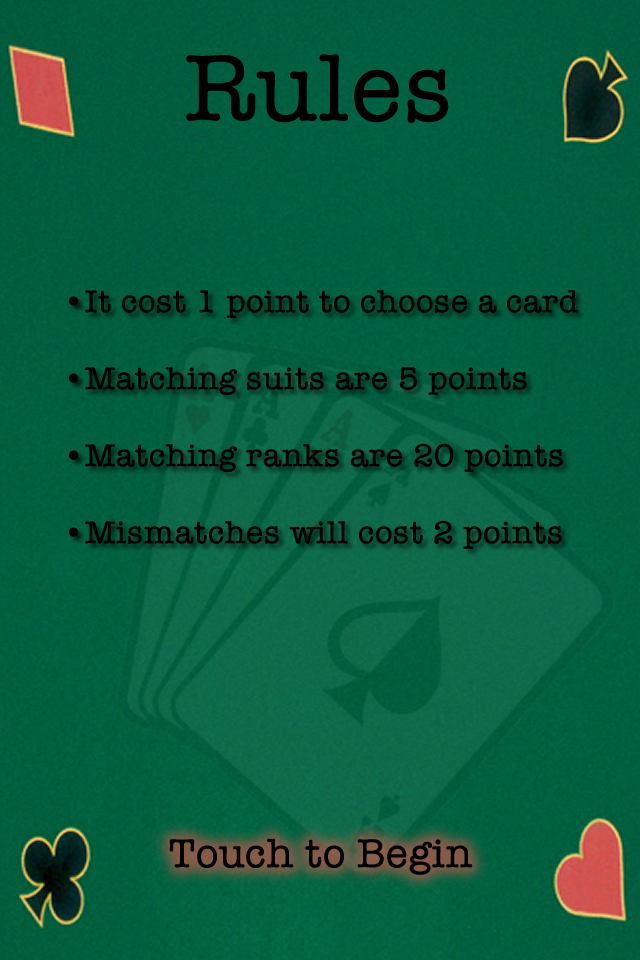 Rules
•It cost 1 point to choose a card
•Matching suits are 5 points
•Matching ranks are 20 points
•Mismatches will cost 2 points
Touch to Begin